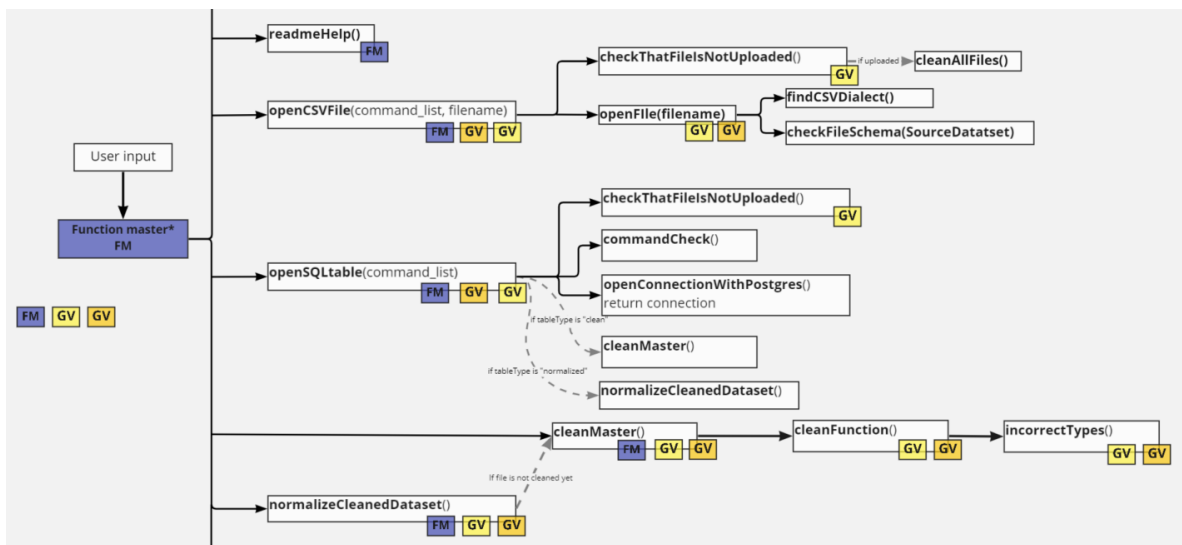 readmeHelp()
FM
checkThatFileIsNotUploaded()
GV
if uploaded
cleanAllFiles()
openCSVFile(command_list, filename)
FM GV GV
openFIle(filename)
GV GV
findCSVDialect()
checkFileSchema(SourceDatatset)
User input
Function master*
FM
checkThatFileIsNotUploaded()
GV
commandCheck()
openSQLtable(command_list)
FM GV GV
openConnectionWithPostgres()
return connection
FM GV GV
if tableType is "clean"
cleanMaster()
if tableType is "normalized"
normalizeCleanedDataset()
cleanMaster()
FM GV GV
cleanFunction()
GV GV
incorrectTypes()
GV GV
If file is not cleaned yet
normalizeCleanedDataset()
FM GV GV